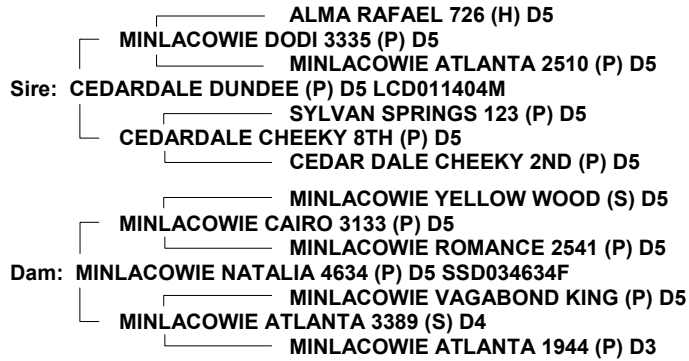 ALMA RAFAEL 726 (H) D5
MINLACOWIE DODI 3335 (P) D5
MINLACOWIE ATLANTA 2510 (P) D5
Sire: CEDARDALE DUNDEE (P) D5 LCD011404M
SYLVAN SPRINGS 123 (P) D5
CEDARDALE CHEEKY 8TH (P) D5
CEDAR DALE CHEEKY 2ND (P) D5
MINLACOWIE YELLOW WOOD (S) D5
MINLACOWIE CAIRO 3133 (P) D5
MINLACOWIE ROMANCE 2541 (P) D5
Dam: MINLACOWIE NATALIA 4634 (P) D5 SSD034634F
MINLACOWIE VAGABOND KING (P) D5
MINLACOWIE ATLANTA 3389 (S) D4
MINLACOWIE ATLANTA 1944 (P) D3